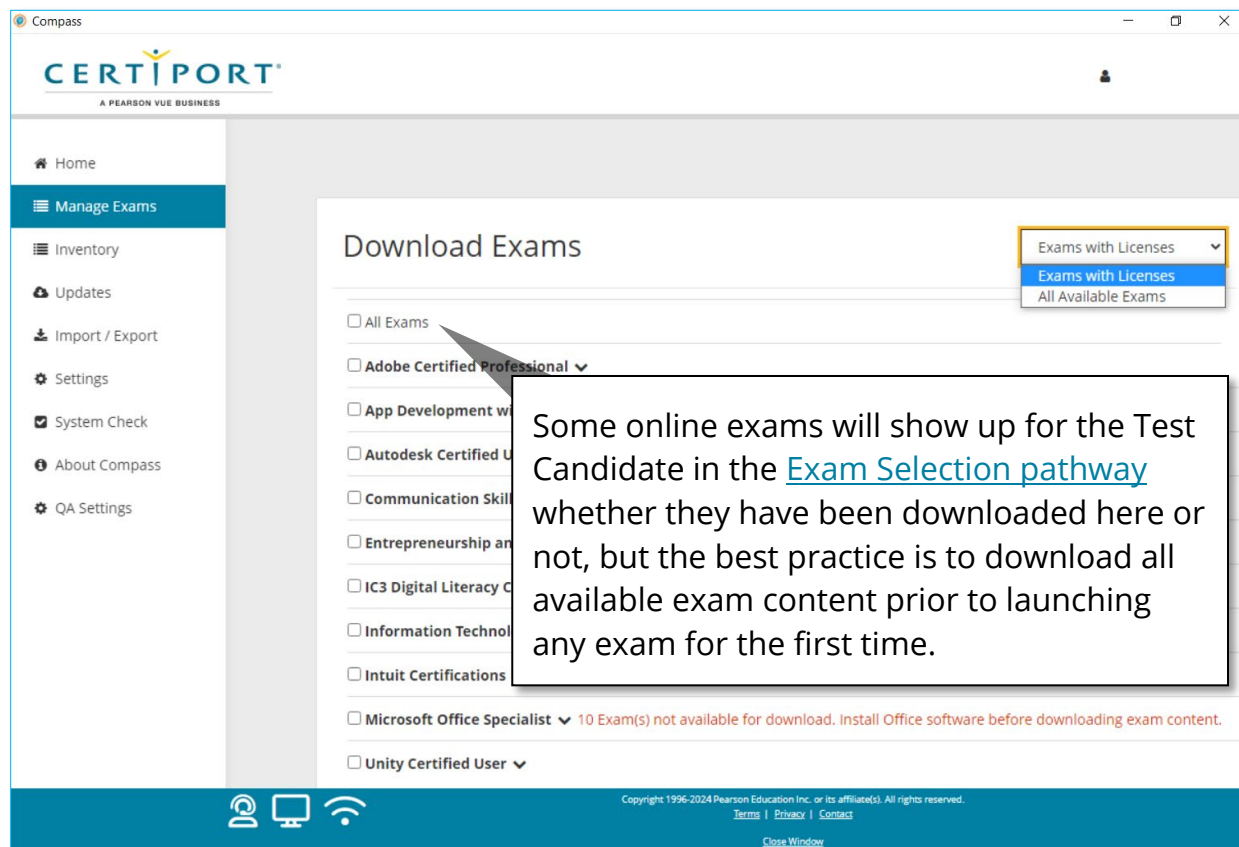 Compass
CERTIPORT
A PEARSON VUE BUSINESS
Home
Manage Exams
Inventory
Updates
Import / Export
Settings
System Check
About Compass
QA Settings
Download Exams
Exams with Licenses
Exams with Licenses
All Available Exams
All Exams
Adobe Certified Professional
App Development wi
Autodesk Certified U
Communication Skill
Entrepreneurship an
IC3 Digital Literacy C
Information Technol
Intuit Certifications
Some online exams will show up for the Test
Candidate in the Exam Selection pathway
whether they have been downloaded here or
not, but the best practice is to download all
available exam content prior to launching
any exam for the first time.
Microsoft Office Specialist 10 Exam(s) not available for download. Install Office software before downloading exam content.
Unity Certified User
Copyright 1996-2024 Pearson Education Inc. or its affiliate(s). All rights reserved.
Terms | Privacy | Contact
Close Window